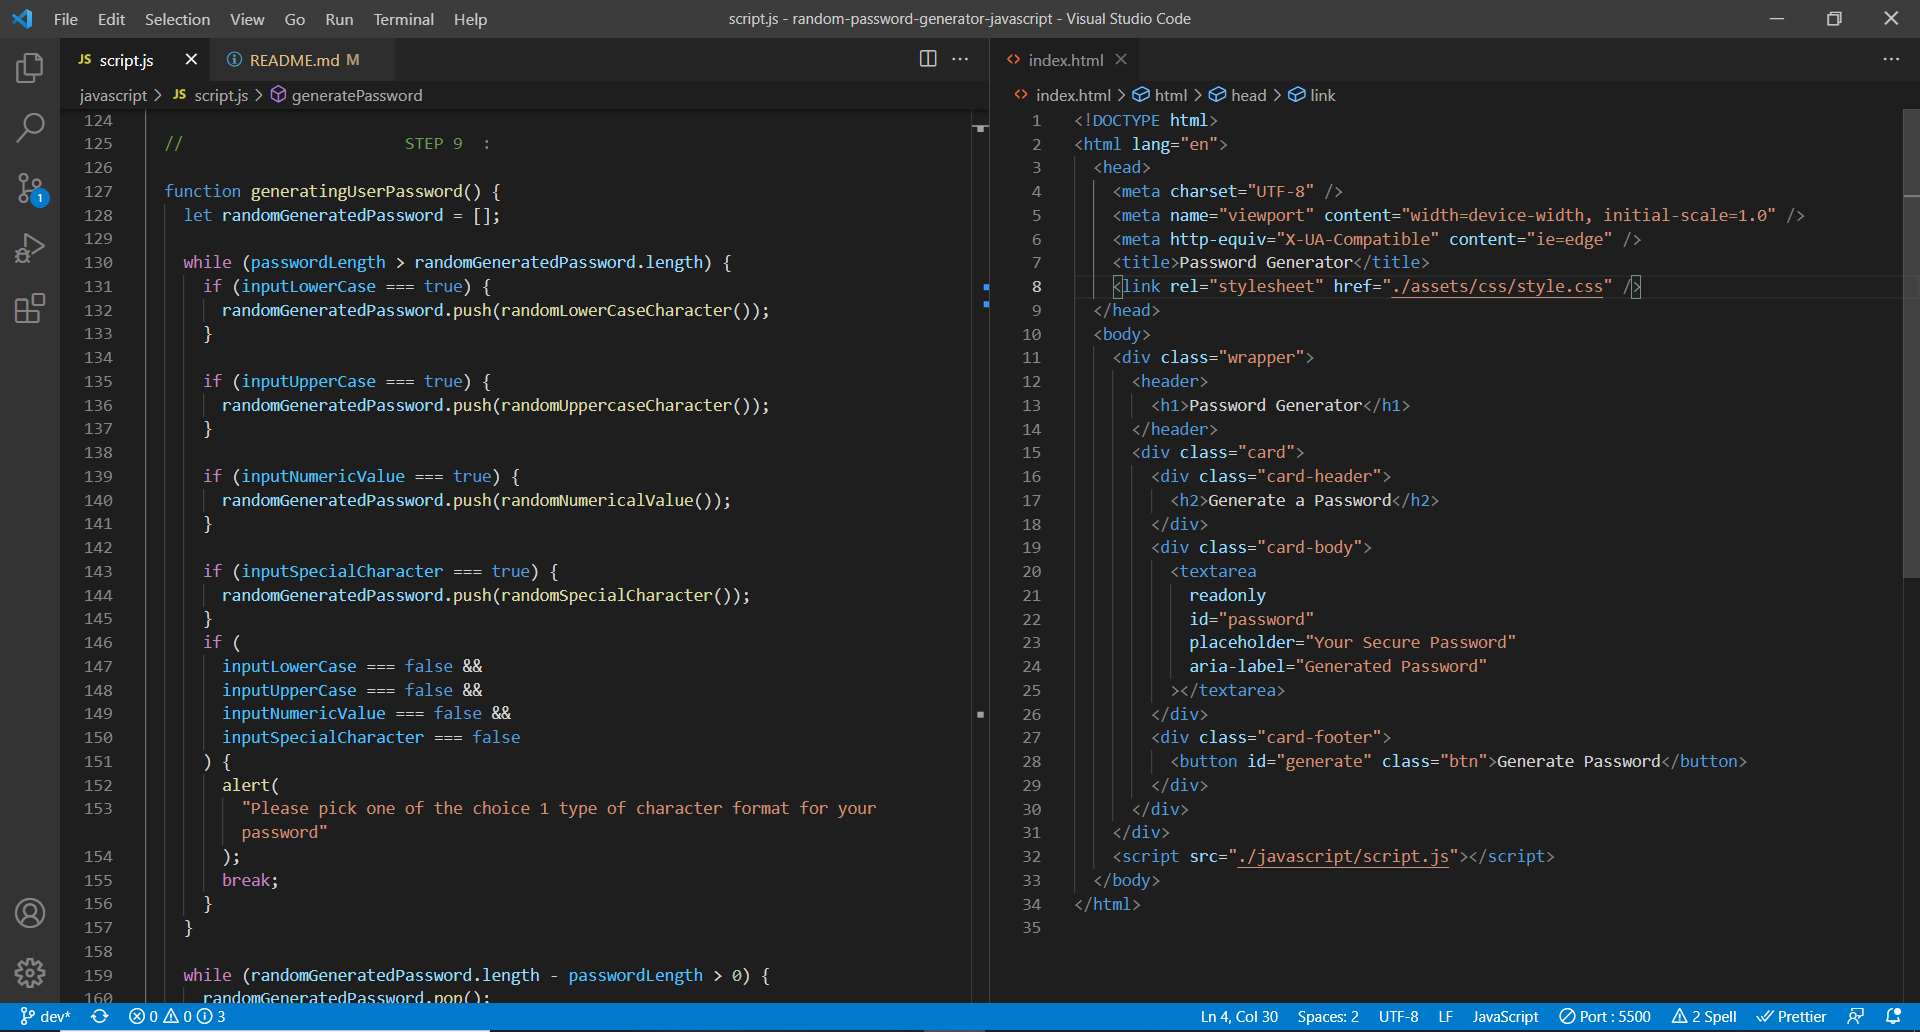 File Edit Selection View Go Run Terminal Help
script.js - random-password-generator-javascript - Visual Studio Code
JS script.js × README.md M
javascript > JS script.js > generatePassword
124
125 // STEP 9 :
126
127 function generatingUserPassword() {
128 let randomGeneratedPassword = [];
129
130 while (passwordLength > randomGeneratedPassword.length) {
131 if (inputLowerCase === true) {
132 randomGeneratedPassword.push(randomLowerCaseCharacter());
133 }
134
135 if (inputUpperCase === true) {
136 randomGeneratedPassword.push(randomUppercaseCharacter());
137 }
138
139 if (inputNumericValue === true) {
140 randomGeneratedPassword.push(randomNumericalValue());
141 }
142
143 if (inputSpecialCharacter === true) {
144 randomGeneratedPassword.push(randomSpecialCharacter());
145 }
146 if (
147 inputLowerCase === false &&
148 inputUpperCase === false &&
149 inputNumericValue === false &&
150 inputSpecialCharacter === false
151 ) {
152 alert(
153 "Please pick one of the choice 1 type of character format for your
password"
154 );
155 break;
156 }
157 }
158
159 while (randomGeneratedPassword.length - passwordLength > 0) {
160 randomGeneratedPassword.pop();
<> index.html ×
<> index.html > html > head > link
1 <!DOCTYPE html>
2 <html lang="en">
3 <head>
4 <meta charset="UTF-8" />
5 <meta name="viewport" content="width=device-width, initial-scale=1.0" />
6 <meta http-equiv="X-UA-Compatible" content="ie=edge" />
7 <title>Password Generator</title>
8 <link rel="stylesheet" href="./assets/css/style.css" />
9 </head>
10 <body>
11 <div class="wrapper">
12 <header>
13 <h1>Password Generator</h1>
14 </header>
15 <div class="card">
16 <div class="card-header">
17 <h2>Generate a Password</h2>
18 </div>
19 <div class="card-body">
20 <textarea
21 readonly
22 id="password"
23 placeholder="Your Secure Password"
24 aria-label="Generated Password"
25 ></textarea>
26 </div>
27 <div class="card-footer">
28 <button id="generate" class="btn">Generate Password</button>
29 </div>
30 </div>
31 </div>
32 <script src="./javascript/script.js"></script>
33 </body>
34 </html>
35
1
dev* 0 0 3 Ln 4, Col 30 Spaces: 2 UTF-8 LF JavaScript Port : 5500 2 Spell Prettier